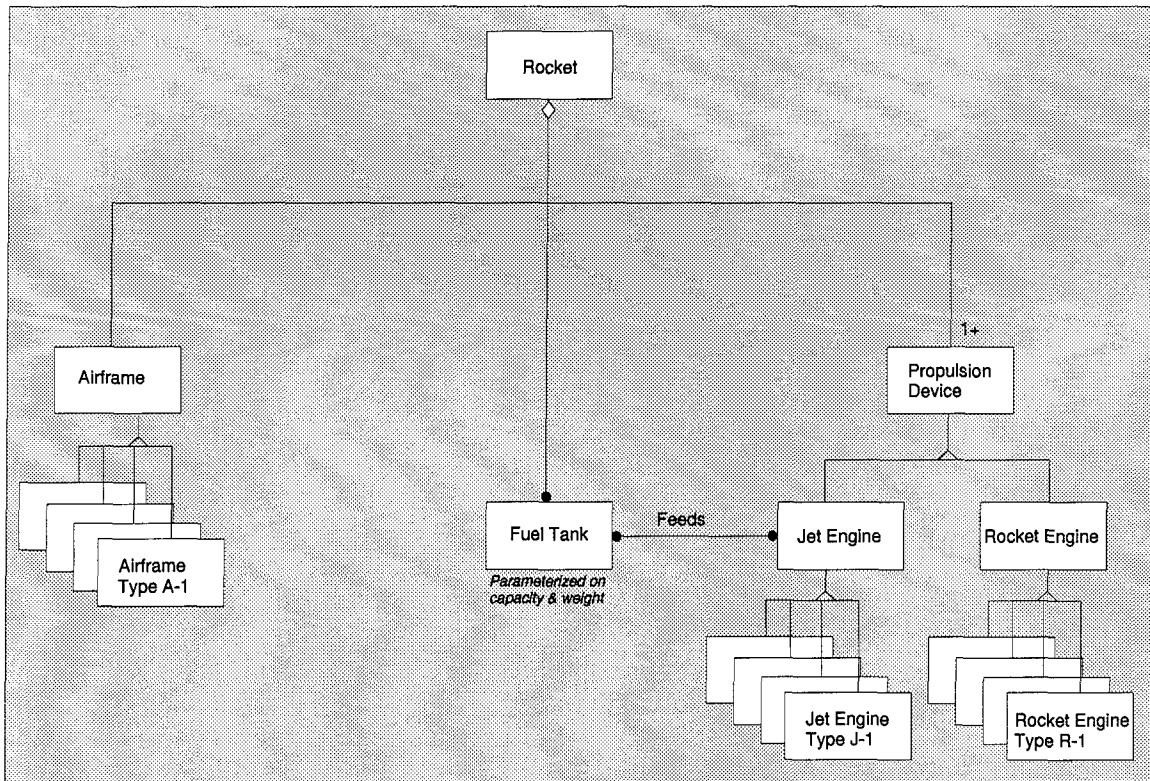 Rocket
1+
Airframe
Propulsion
Device
Fuel Tank
Feeds
Jet Engine
Rocket Engine
Parameterized on
capacity & weight
Airframe
Type A-1
Jet Engine
Type J-1
Rocket Engine
Type R-1